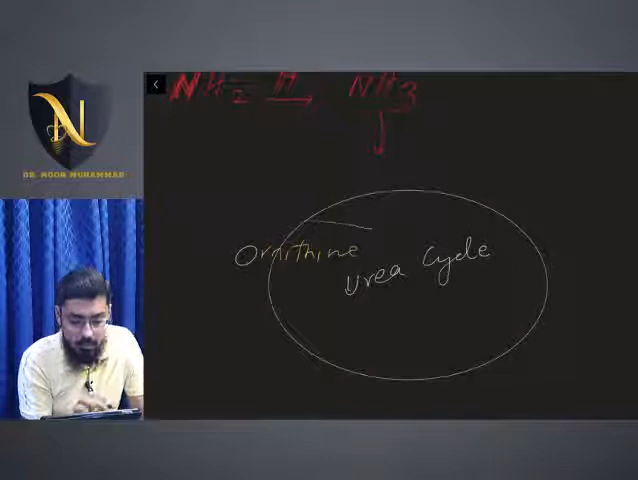 NH2 H → NH3
↓
N
DR. NOOR MUHAMMAD
Ornithine
Urea Cycle